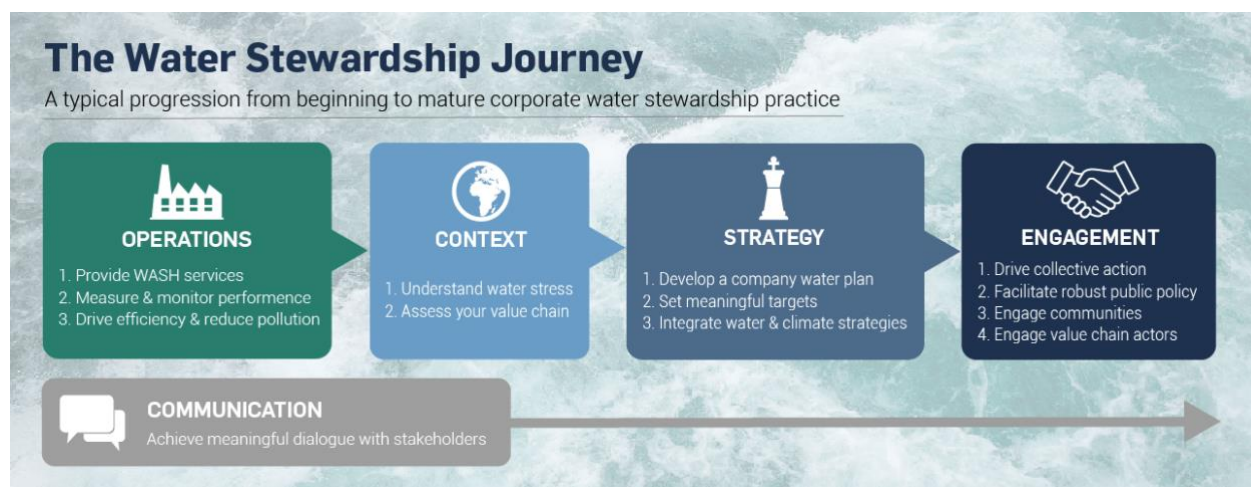 The Water Stewardship Journey
A typical progression from beginning to mature corporate water stewardship practice
OPERATIONS
1. Provide WASH services
2. Measure & monitor performence
3. Drive efficiency & reduce pollution
CONTEXT
1. Understand water stress
2. Assess your value chain
STRATEGY
1. Develop a company water plan
2. Set meaningful targets
3. Integrate water & climate strategies
ENGAGEMENT
1. Drive collective action
2. Facilitate robust public policy
3. Engage communities
4. Engage value chain actors
COMMUNICATION
Achieve meaningful dialogue with stakeholders